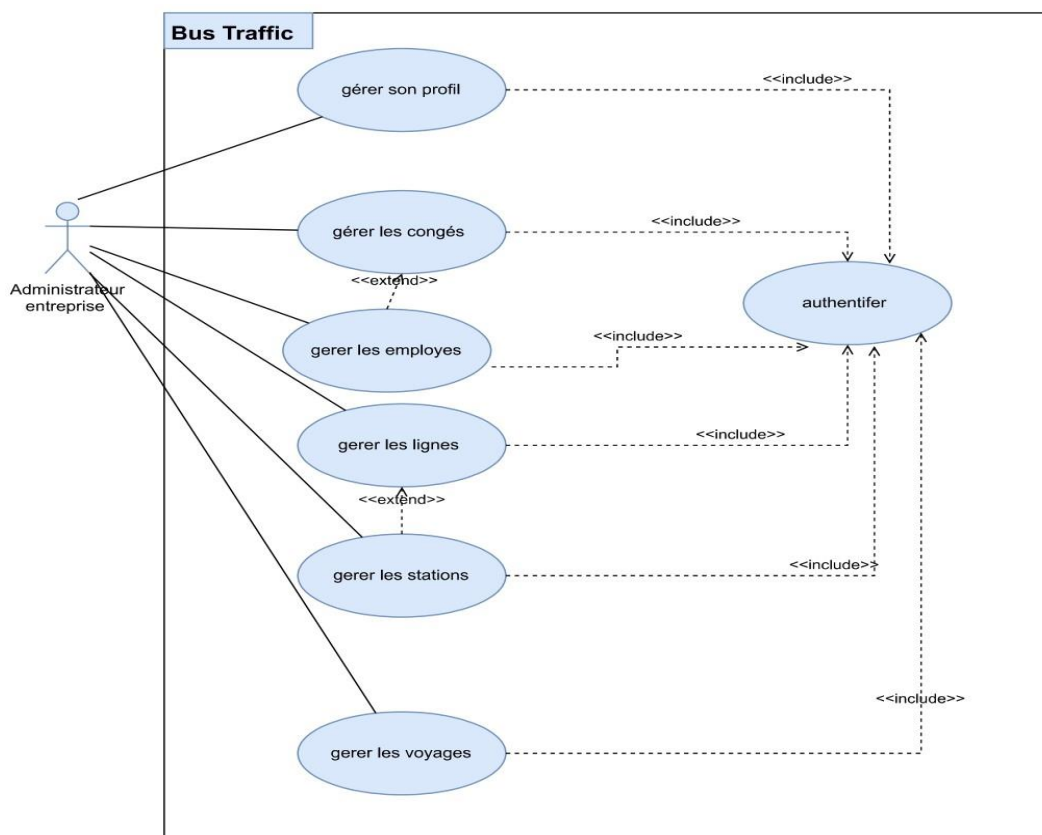 Bus Traffic
gérer son profil
<<include>>
gérer les congés
<<include>>
<<extend>>
Administrateur
entreprise
authentifer
gerer les employes
<<include>>
gerer les lignes
<<include>>
<<extend>>
gerer les stations
<<include>>
<<include>>
gerer les voyages